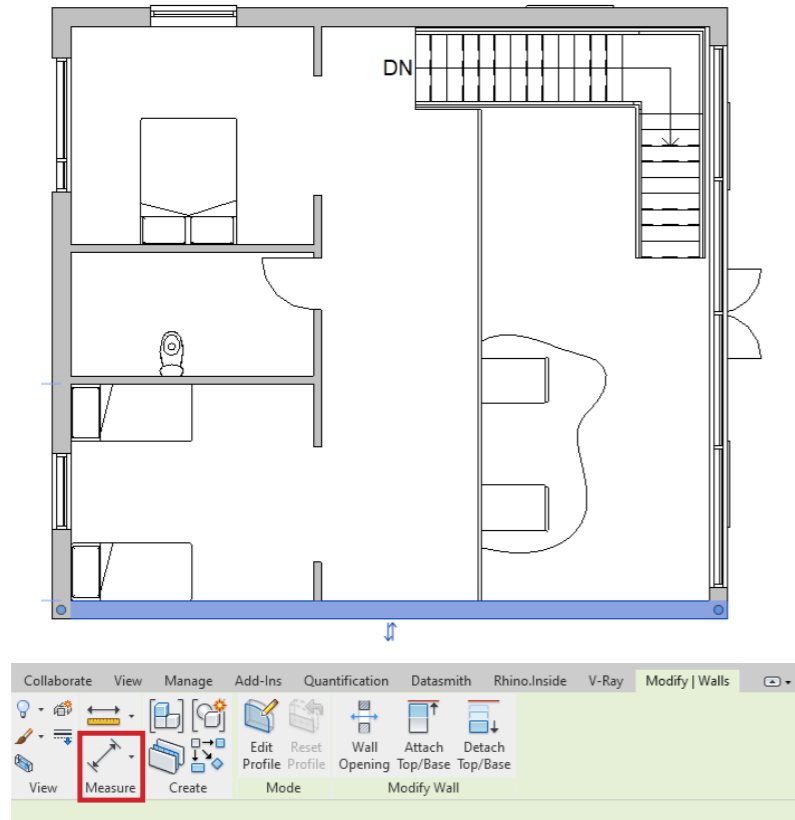 DN
Collaborate View Manage Add-Ins Quantification Datasmith Rhino.Inside V-Ray Modify | Walls
Edit Profile
Reset Profile
Wall Opening
Attach Top/Base
Detach Top/Base
View Measure Create Mode Modify Wall